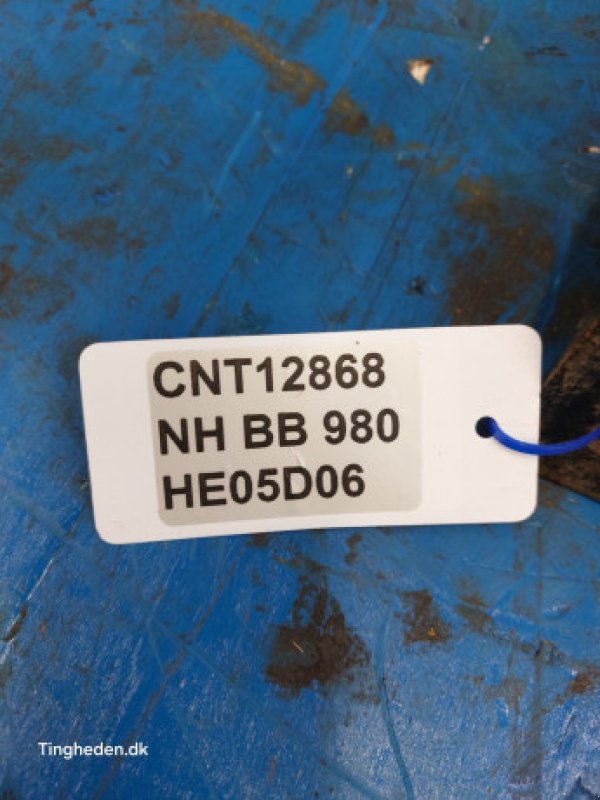 CNT12868
NH BB 980
HE05D06
Tingheden.dk